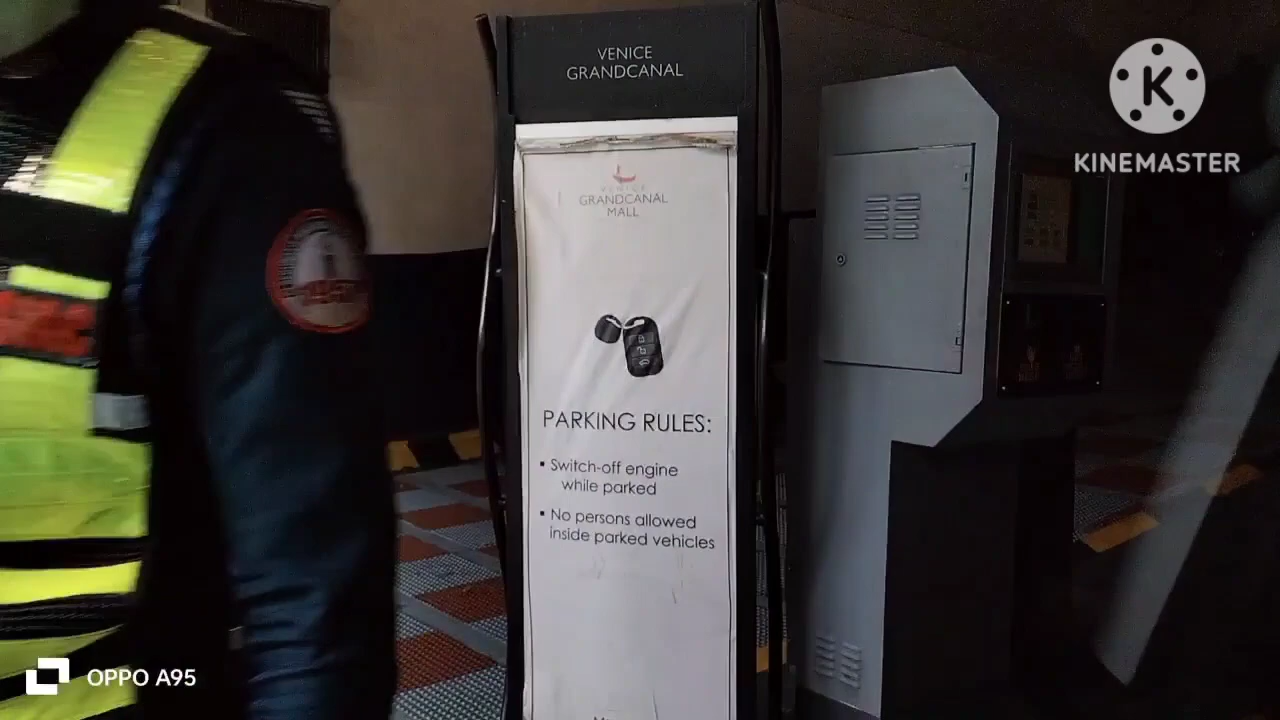 VENICE
GRANDCANAL
KINEMASTER
VENICE
GRANDCANAL
MALL
PARKING RULES:
▪ Switch-off engine
while parked
▪ No persons allowed
inside parked vehicles
OPPO A95